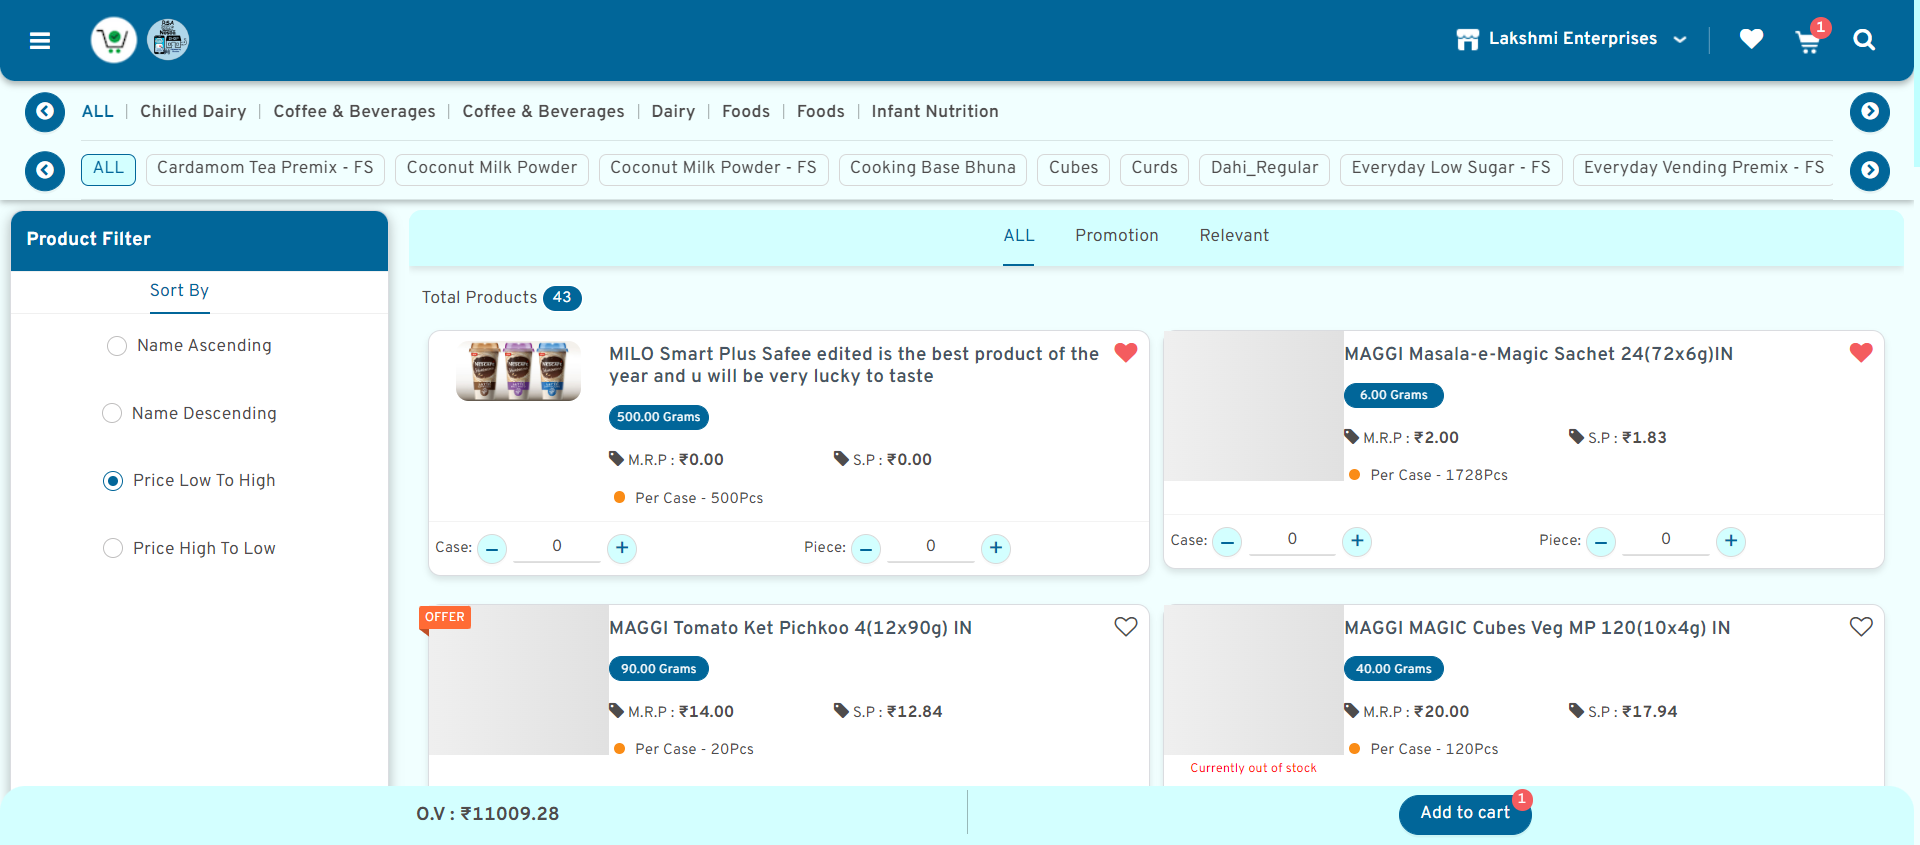 Lakshmi Enterprises
1
ALL | Chilled Dairy | Coffee & Beverages | Coffee & Beverages | Dairy | Foods | Foods | Infant Nutrition
ALL Cardamom Tea Premix - FS Coconut Milk Powder Coconut Milk Powder - FS Cooking Base Bhuna Cubes Curds Dahi_Regular Everyday Low Sugar - FS Everyday Vending Premix - FS
Product Filter
Sort By
Name Ascending
Name Descending
Price Low To High
Price High To Low
ALL Promotion Relevant
Total Products 43
MILO Smart Plus Safee edited is the best product of the
year and u will be very lucky to taste
500.00 Grams
M.R.P : ₹0.00 S.P : ₹0.00
Per Case - 500Pcs
Case: − 0 + Piece: − 0 +
MAGGI Masala-e-Magic Sachet 24(72x6g)IN
6.00 Grams
M.R.P : ₹2.00 S.P : ₹1.83
Per Case - 1728Pcs
Case: − 0 + Piece: − 0 +
OFFER
MAGGI Tomato Ket Pichkoo 4(12x90g) IN
90.00 Grams
M.R.P : ₹14.00 S.P : ₹12.84
Per Case - 20Pcs
MAGGI MAGIC Cubes Veg MP 120(10x4g) IN
40.00 Grams
M.R.P : ₹20.00 S.P : ₹17.94
Per Case - 120Pcs
Currently out of stock
O.V : ₹11009.28
Add to cart 1